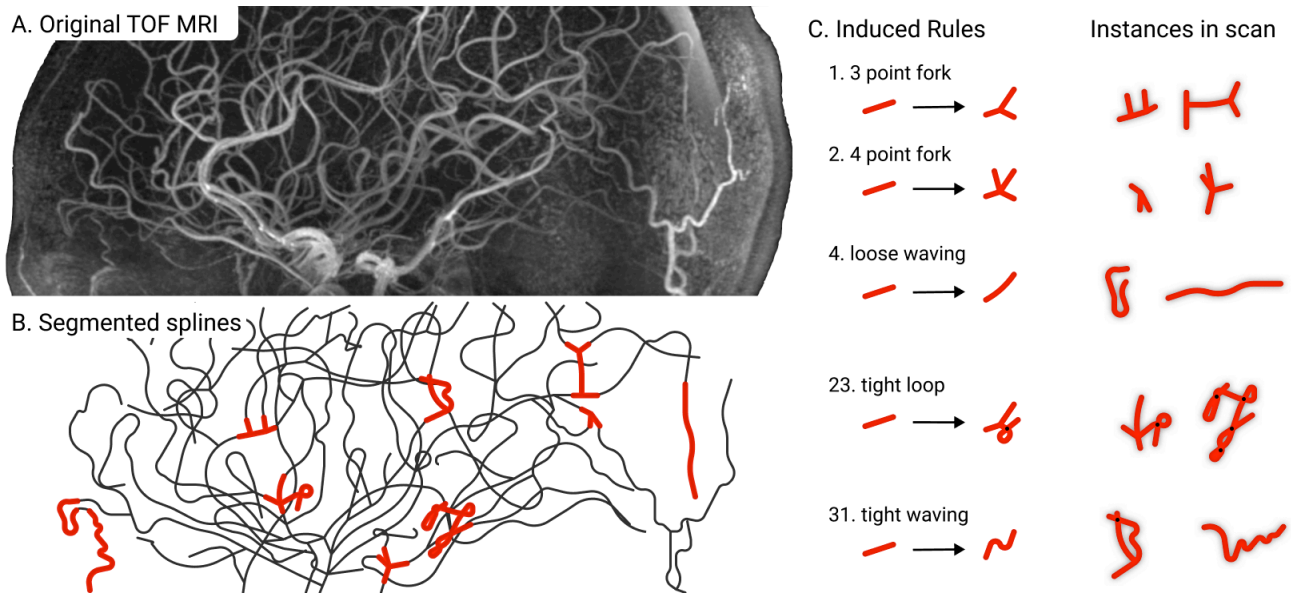 A. Original TOF MRI
B. Segmented splines
C. Induced Rules
Instances in scan
1. 3 point fork
2. 4 point fork
4. loose waving
23. tight loop
31. tight waving